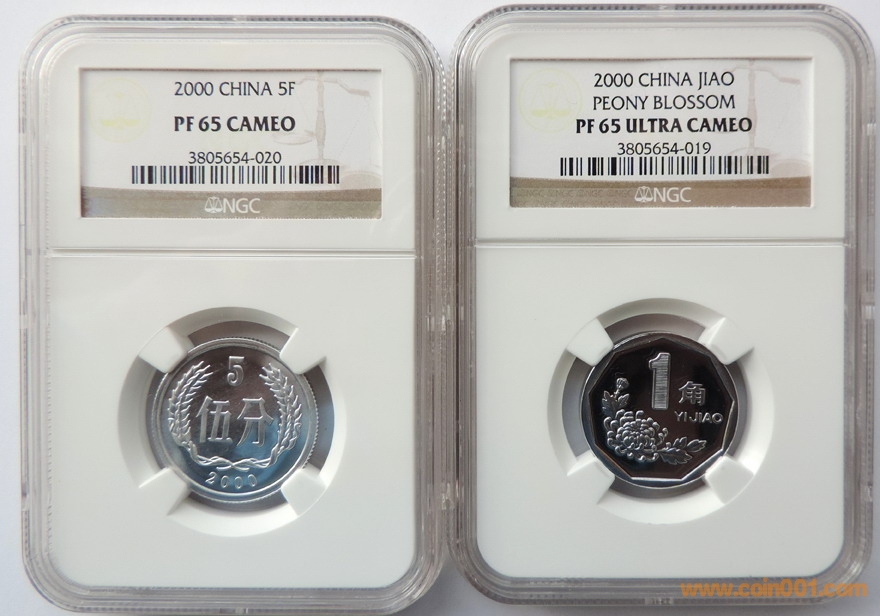 2000 CHINA 5F
PF 65 CAMEO
3805654-020
NGC
5
伍分
2000
2000 CHINA JIAO
PEONY BLOSSOM
PF 65 ULTRA CAMEO
3805654-019
NGC
1角
YI JIAO
www.coin001.com